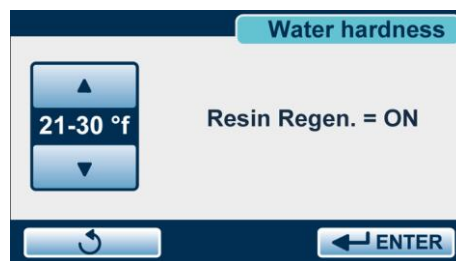 Water hardness
21-30 °f
Resin Regen. = ON
ENTER